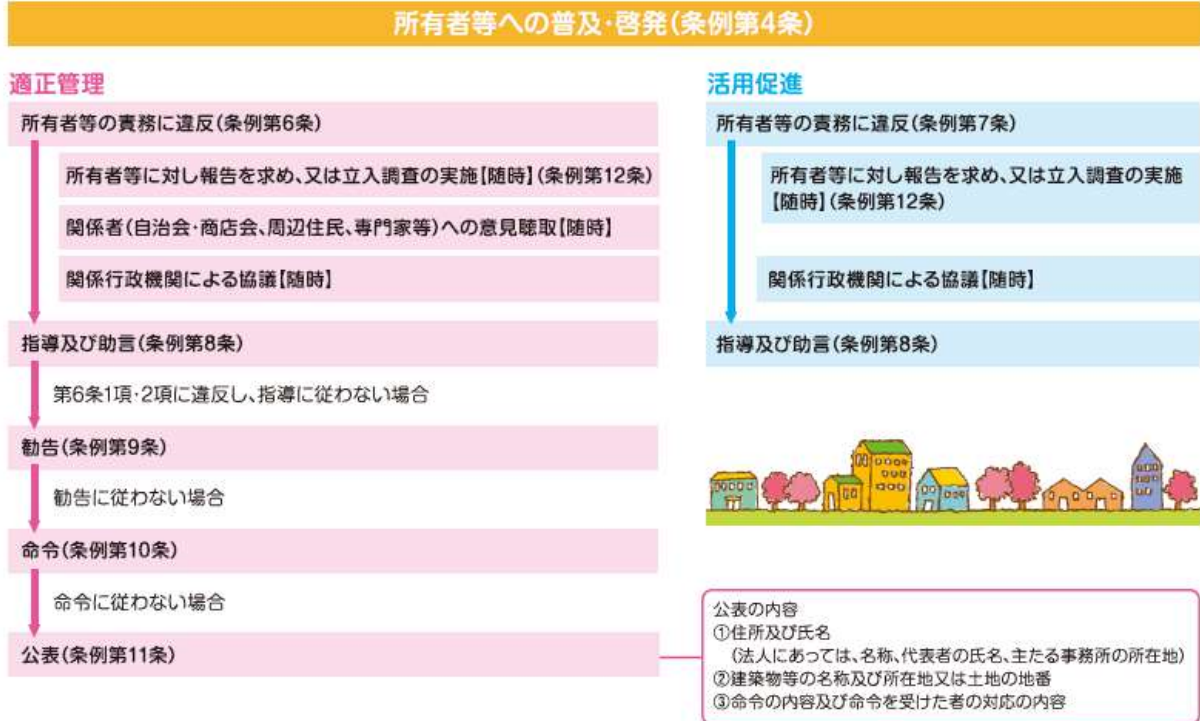 所有者等への普及・啓発(条例第4条)
適正管理
所有者等の責務に違反(条例第6条)
所有者等に対し報告を求め、又は立入調査の実施【随時】(条例第12条)
関係者(自治会・商店会、周辺住民、専門家等)への意見聴取【随時】
関係行政機関による協議【随時】
指導及び助言(条例第8条)
第6条1項・2項に違反し、指導に従わない場合
勧告(条例第9条)
勧告に従わない場合
命令(条例第10条)
命令に従わない場合
公表(条例第11条)
活用促進
所有者等の責務に違反(条例第7条)
所有者等に対し報告を求め、又は立入調査の実施
【随時】(条例第12条)
関係行政機関による協議【随時】
指導及び助言(条例第8条)
公表の内容
①住所及び氏名
(法人にあっては、名称、代表者の氏名、主たる事務所の所在地)
②建築物等の名称及び所在地又は土地の地番
③命令の内容及び命令を受けた者の対応の内容